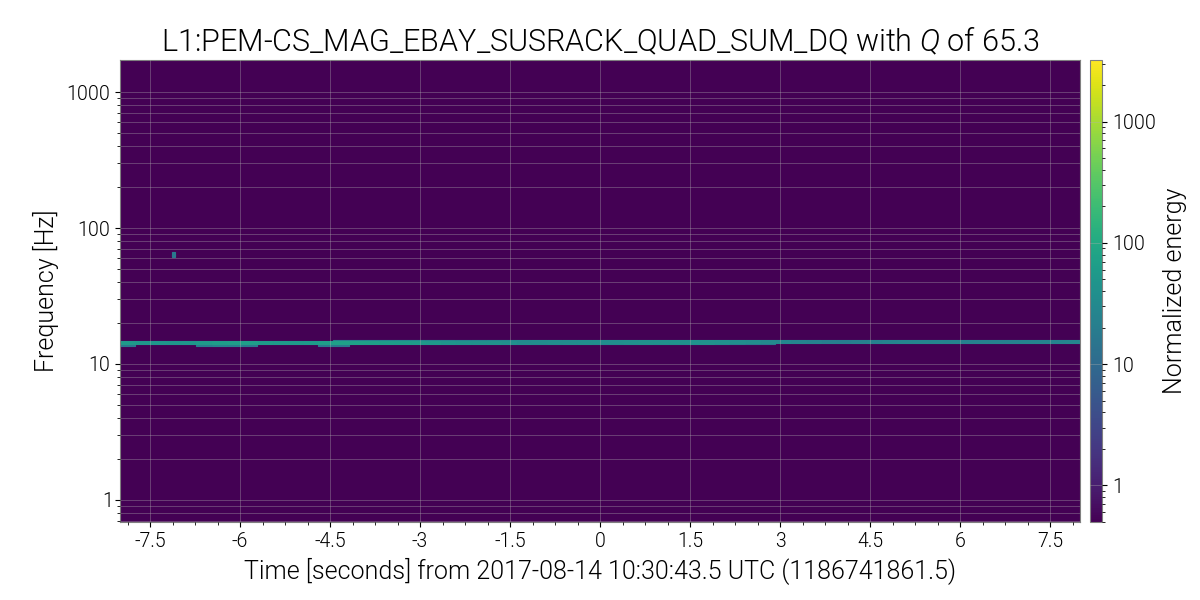 L1:PEM-CS_MAG_EBAY_SUSRACK_QUAD_SUM_DQ with Q of 65.3
1000
100
10
1
Frequency [Hz]
-7.5 -6 -4.5 -3 -1.5 0 1.5 3 4.5 6 7.5
Time [seconds] from 2017-08-14 10:30:43.5 UTC (1186741861.5)
1000
100
10
1
Normalized energy